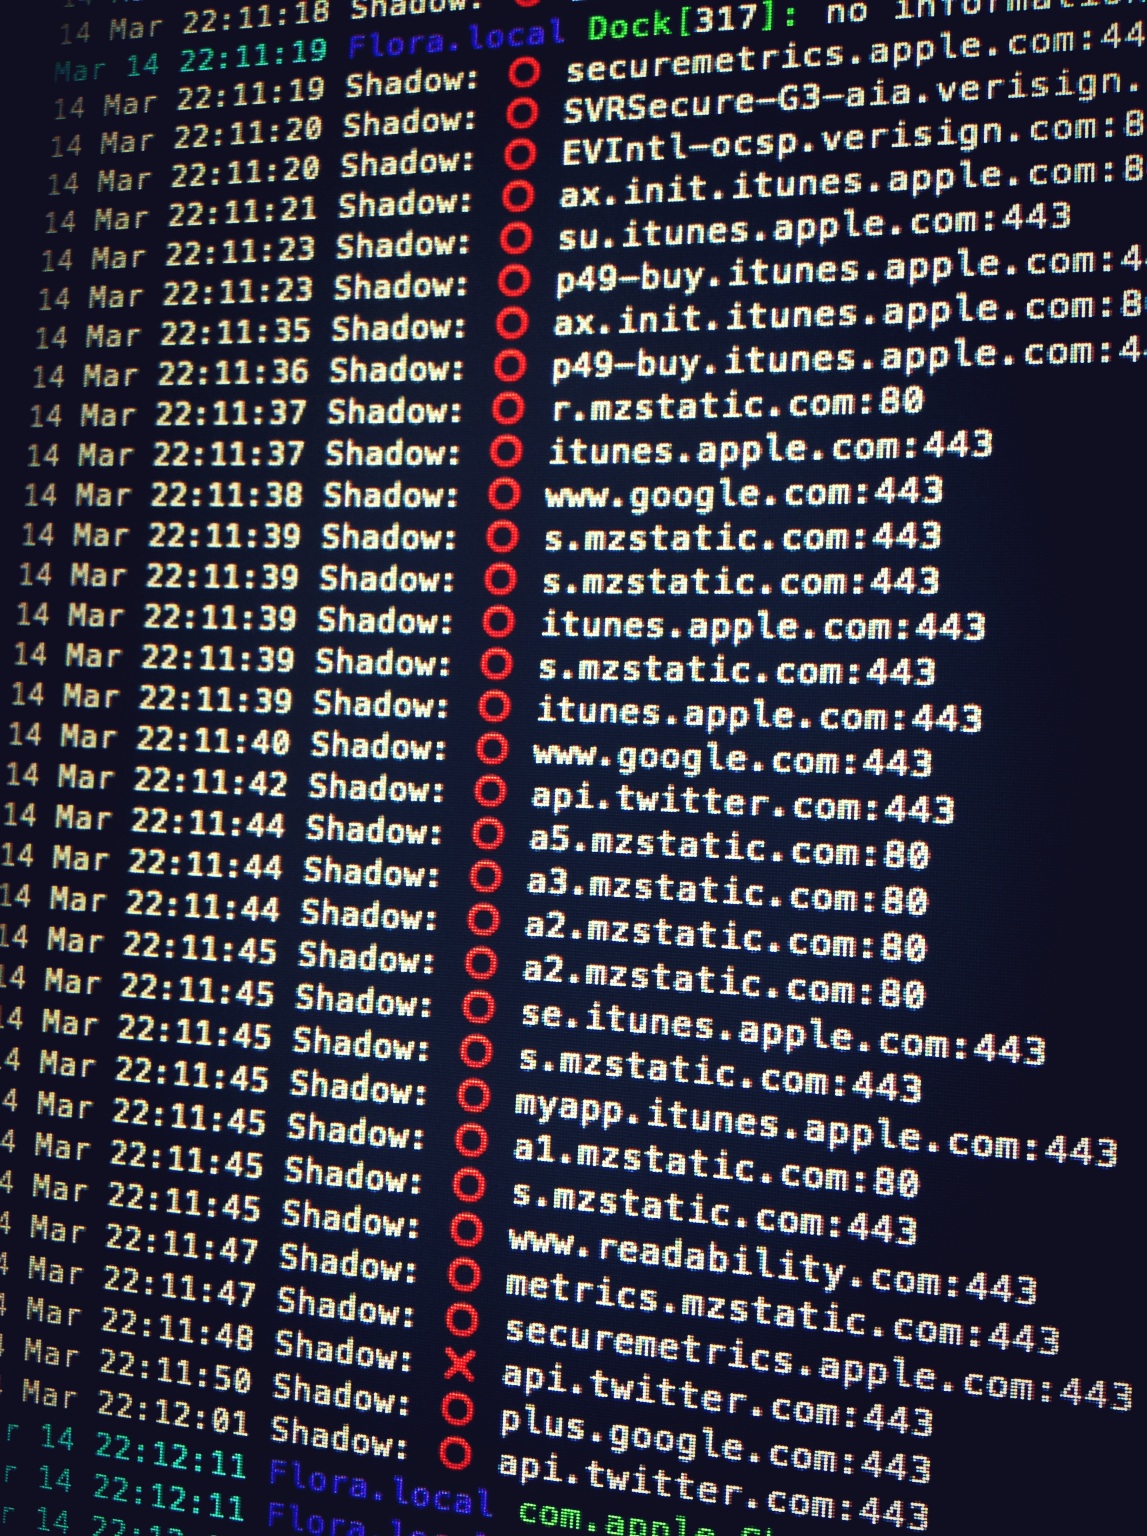 14 Mar 22:11:18 Shadow:
Mar 14 22:11:19 Flora.local Dock[317]: no
14 Mar 22:11:19 Shadow: O securemetrics.apple.com:44
14 Mar 22:11:20 Shadow: O SVRSecure-G3-aia.verisign.
14 Mar 22:11:20 Shadow: O EVIntl-ocsp.verisign.com:8
14 Mar 22:11:21 Shadow: O ax.init.itunes.apple.com:8
14 Mar 22:11:23 Shadow: O su.itunes.apple.com:443
14 Mar 22:11:23 Shadow: O p49-buy.itunes.apple.com:4
14 Mar 22:11:35 Shadow: O ax.init.itunes.apple.com:8
14 Mar 22:11:36 Shadow: O p49-buy.itunes.apple.com:4
14 Mar 22:11:37 Shadow: O r.mzstatic.com:80
14 Mar 22:11:37 Shadow: O itunes.apple.com:443
14 Mar 22:11:38 Shadow: O www.google.com:443
14 Mar 22:11:39 Shadow: O s.mzstatic.com:443
14 Mar 22:11:39 Shadow: O s.mzstatic.com:443
14 Mar 22:11:39 Shadow: O itunes.apple.com:443
14 Mar 22:11:39 Shadow: O s.mzstatic.com:443
14 Mar 22:11:39 Shadow: O itunes.apple.com:443
14 Mar 22:11:40 Shadow: O www.google.com:443
14 Mar 22:11:42 Shadow: O api.twitter.com:443
14 Mar 22:11:44 Shadow: O a5.mzstatic.com:80
14 Mar 22:11:44 Shadow: O a3.mzstatic.com:80
14 Mar 22:11:44 Shadow: O a2.mzstatic.com:80
14 Mar 22:11:45 Shadow: O a2.mzstatic.com:80
14 Mar 22:11:45 Shadow: O se.itunes.apple.com:443
14 Mar 22:11:45 Shadow: O s.mzstatic.com:443
4 Mar 22:11:45 Shadow: O myapp.itunes.apple.com:443
4 Mar 22:11:45 Shadow: O a1.mzstatic.com:80
4 Mar 22:11:45 Shadow: O s.mzstatic.com:443
4 Mar 22:11:45 Shadow: O www.readability.com:443
4 Mar 22:11:47 Shadow: O metrics.mzstatic.com:443
4 Mar 22:11:47 Shadow: O securemetrics.apple.com:443
4 Mar 22:11:48 Shadow: X api.twitter.com:443
Mar 22:11:50 Shadow: O plus.google.com:443
Mar 22:12:01 Shadow: O api.twitter.com:443
r 14 22:12:11 Flora.local com.apple.
r 14 22:12:11 Flora.
14